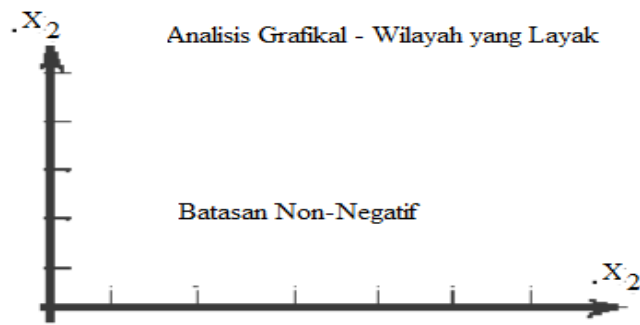 .X2
Analisis Grafikal - Wilayah yang Layak
Batasan Non-Negatif
.X2